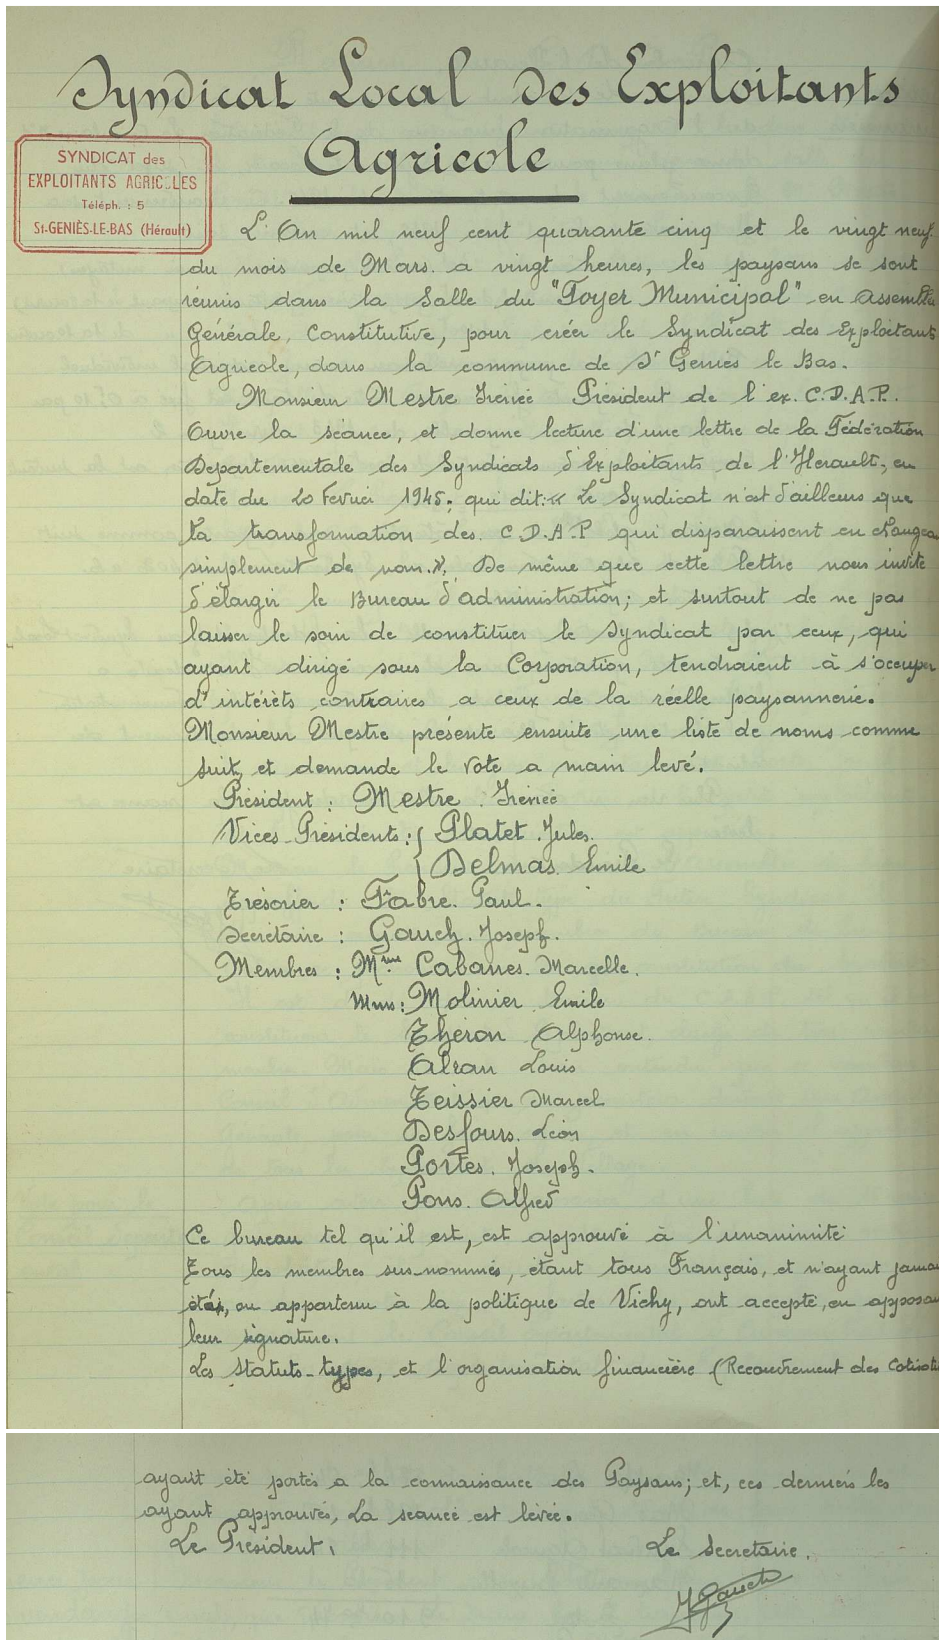 Syndicat Local des Exploitants
Agricole
SYNDICAT des
EXPLOITANTS AGRICOLES
Téléph. : 5
St-GENIÈS-LE-BAS (Hérault)
L'An mil neuf cent quarante cinq et le vingt neuf
du mois de Mars. a vingt heures, les paysans se sont
réunis dans la Salle du "Foyer Municipal" en Assemblée
Générale, Constitutive, pour créer le Syndicat des Exploitants
Agricole, dans la commune de St Geniès le Bas.
Monsieur Mestre Irénée Président de l'ex. C.D.A.P.
Ouvre la séance, et donne lecture d'une lettre de la Fédération
Departementale des Syndicats d'Exploitants de l'Herault, en
date du 20 Fevrier 1945; qui dit: « Le Syndicat n'est d'ailleurs que
la transformation des. C.D.A.P qui disparaissent en changeant
simplement de nom. ». De même que cette lettre nous invite
d'élargir le Bureau d'administration; et surtout de ne pas
laisser le soin de constituer le Syndicat par ceux, qui
ayant dirigé sous la Corporation, tendraient à s'occuper
d'intérèts contraires a ceux de la réelle paysannerie.
Monsieur Mestre présente ensuite une liste de noms comme
suit, et demande le vote a main levé.
Président : Mestre. Irénée
Vices-Présidents : { Platet. Jules.
{ Delmas. Emile
Trésorier : Fabre. Paul.
Secrétaire : Gauch. Joseph.
Membres : Mme Cabanes. Marcelle.
Mrs : Molinier Emile
Théron Alphonse.
Alran Louis
Teissier Marcel
Desfours. Léon
Portes. Joseph.
Pons. Alfred
Ce bureau tel qu'il est, est approuvé à l'unanimité
Tous les membres sus-nommés, étant tous Français, et n'ayant jamais
été, ou appartenu à la politique de Vichy, ont accepté, en apposant
leur signature.
Les Statuts-types, et l'organisation financière (Recouvrement des Cotisations
ayant été portés a la connaissance des Paysans; et, ces derniers les
ayant approuvés, La seance est levée.
Le Président, Le Secretaire.
J Gauch